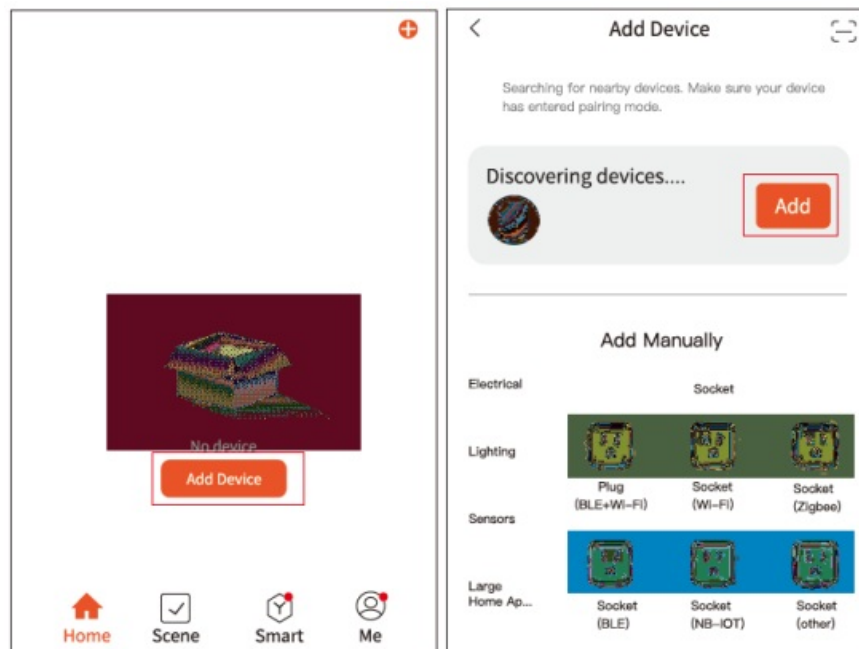 No device
Add Device
Home
Scene
Smart
Me
Add Device
Searching for nearby devices. Make sure your device
has entered pairing mode.
Discovering devices....
Add
Add Manually
Electrical
Socket
Lighting
Plug
(BLE+Wi-Fi)
Socket
(Wi-Fi)
Socket
(Zigbee)
Sensors
Large
Home Ap...
Socket
(BLE)
Socket
(NB-IOT)
Socket
(other)